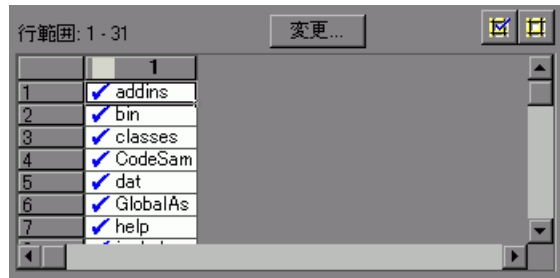 行範囲: 1 - 31
変更...
1
1 addins
2 bin
3 classes
4 CodeSam
5 dat
6 GlobalAs
7 help